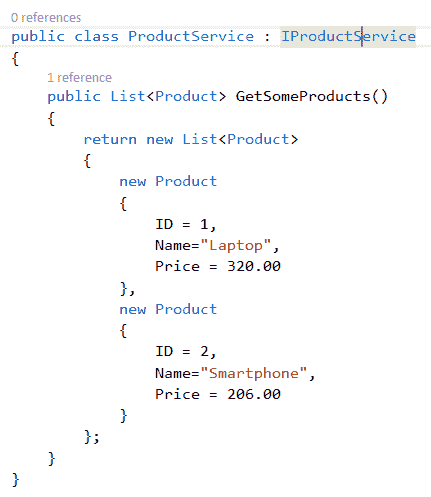 0 references
public class ProductService : IProductService
{
1 reference
public List<Product> GetSomeProducts()
{
return new List<Product>
{
new Product
{
ID = 1,
Name="Laptop",
Price = 320.00
},
new Product
{
ID = 2,
Name="Smartphone",
Price = 206.00
}
};
}
}